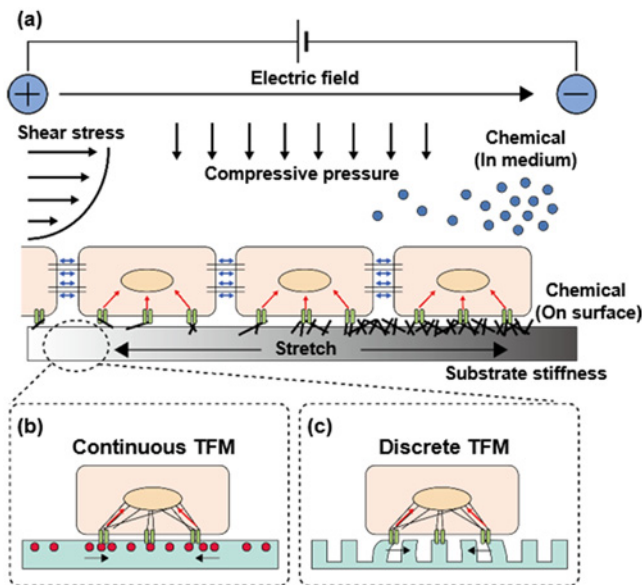 (a)
Electric field
+
−
Shear stress
Compressive pressure
Chemical
(In medium)
Chemical
(On surface)
Stretch
Substrate stiffness
(b)
Continuous TFM
(c)
Discrete TFM